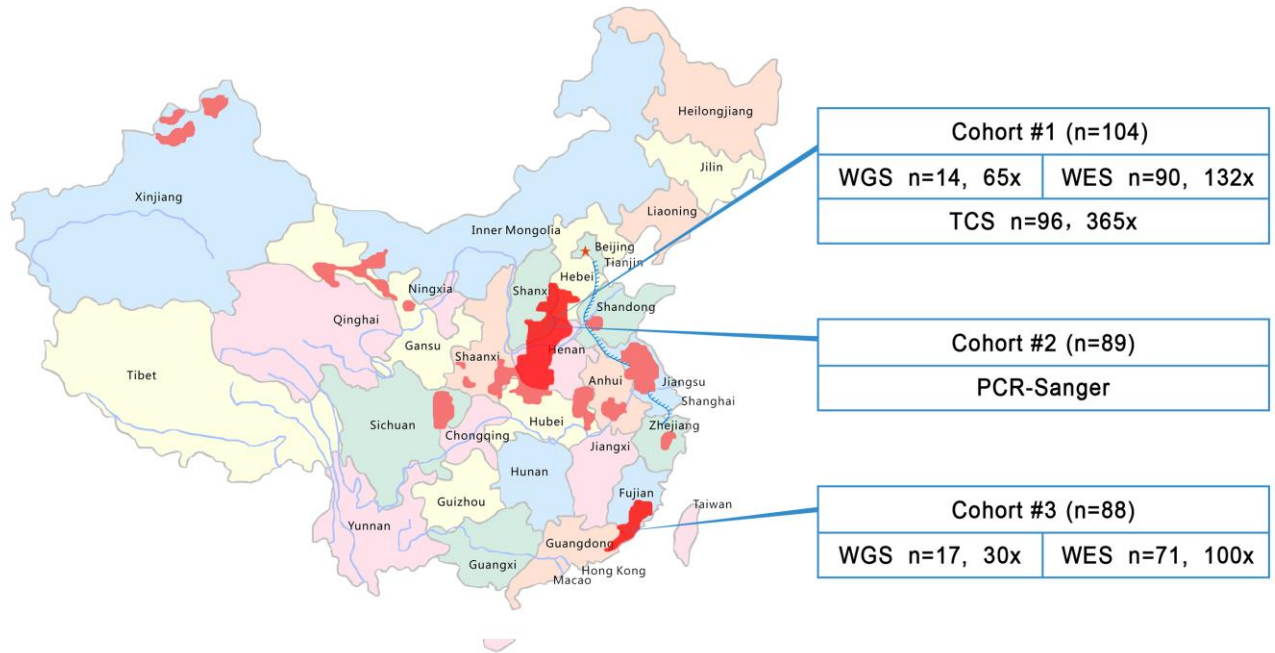 Heilongjiang
Jilin
Liaoning
Xinjiang
Inner Mongolia
Beijing
Tianjin
Hebei
Ningxia
Shanxi
Shandong
Qinghai
Gansu
Shaanxi
Henan
Tibet
Anhui
Jiangsu
Shanghai
Sichuan
Hubei
Zhejiang
Chongqing
Jiangxi
Hunan
Guizhou
Fujian
Taiwan
Yunnan
Guangdong
Guangxi
Hong Kong
Macao
Cohort #1 (n=104)
WGS n=14, 65x WES n=90, 132x
TCS n=96, 365x
Cohort #2 (n=89)
PCR-Sanger
Cohort #3 (n=88)
WGS n=17, 30x WES n=71, 100x